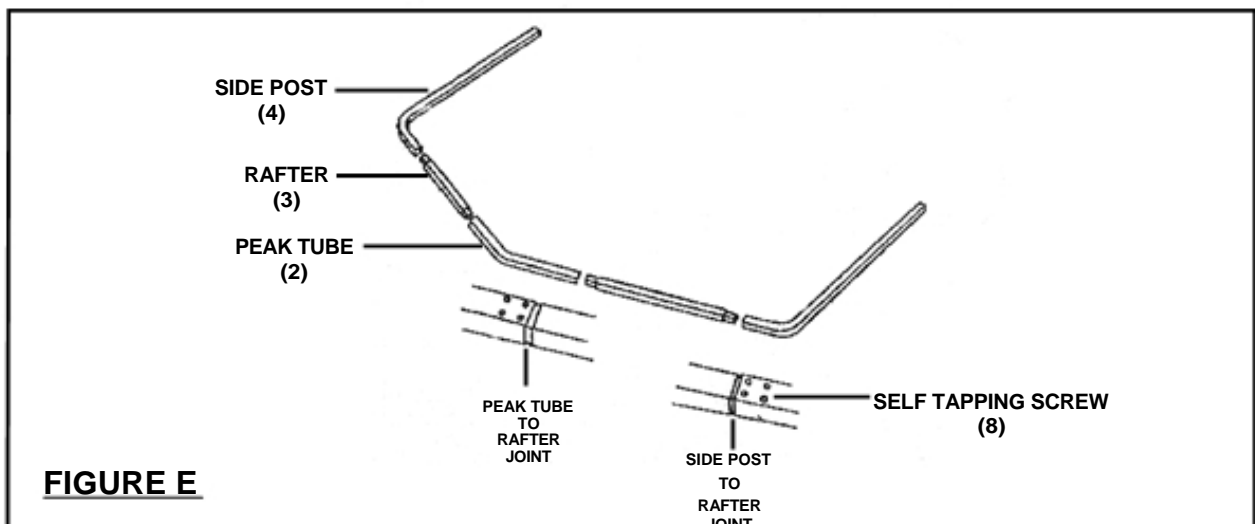 SIDE POST
(4)
RAFTER
(3)
PEAK TUBE
(2)
PEAK TUBE
TO
RAFTER
JOINT
SELF TAPPING SCREW
(8)
SIDE POST
TO
RAFTER
JOINT
FIGURE E